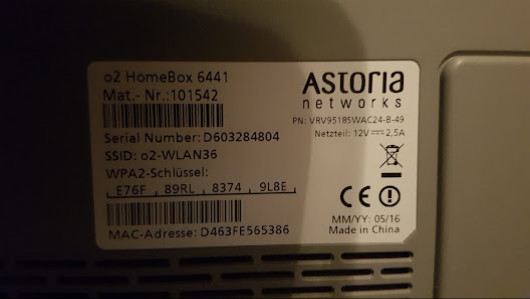 o2 HomeBox 6441
Mat.- Nr.:101542
Serial Number: D603284804
SSID: o2-WLAN36
WPA2-Schlüssel:
E76F , 89RL , 8374 , 9L8E
MAC-Adresse: D463FE565386
Astoria
networks
PN: VRV9518SWAC24-B-49
Netzteil: 12V⎓2,5A
CE
MM/YY: 05/16
Made in China